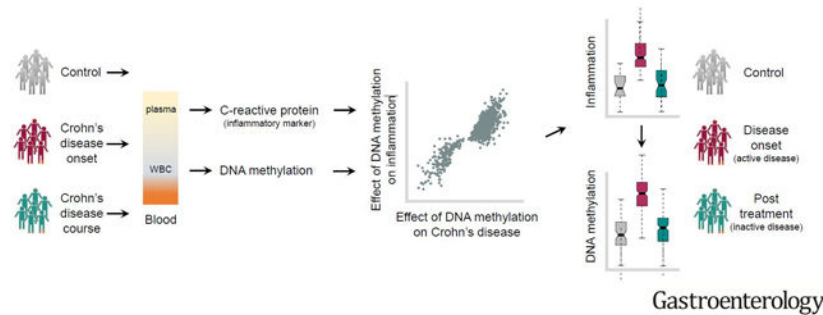 Control
Crohn's
disease
onset
Crohn's
disease
course
plasma
WBC
Blood
C-reactive protein
(inflammatory marker)
DNA methylation
Effect of DNA methylation
on inflammation
Effect of DNA methylation
on Crohn's disease
Inflammation
DNA methylation
Control
Disease
onset
(active disease)
Post
treatment
(inactive disease)
Gastroenterology